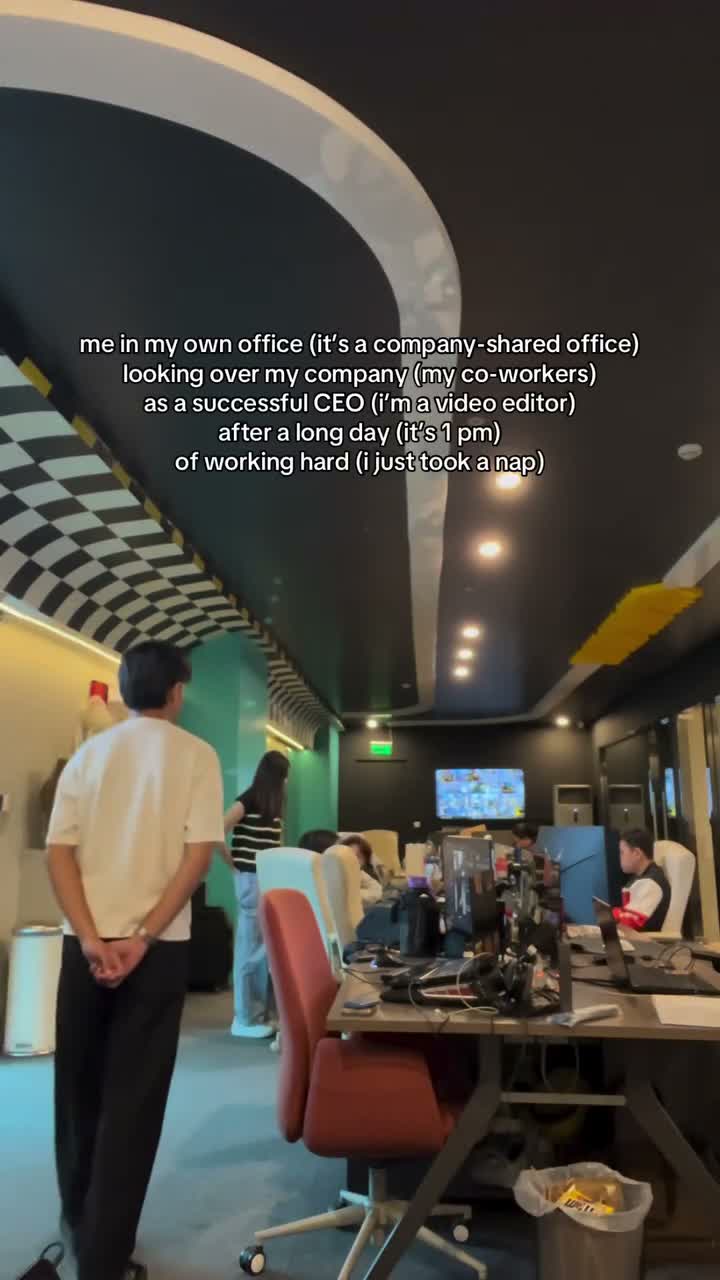 me in my own office (it's a company-shared office)
looking over my company (my co-workers)
as a successful CEO (i'm a video editor)
after a long day (it's 1 pm)
of working hard (i just took a nap)